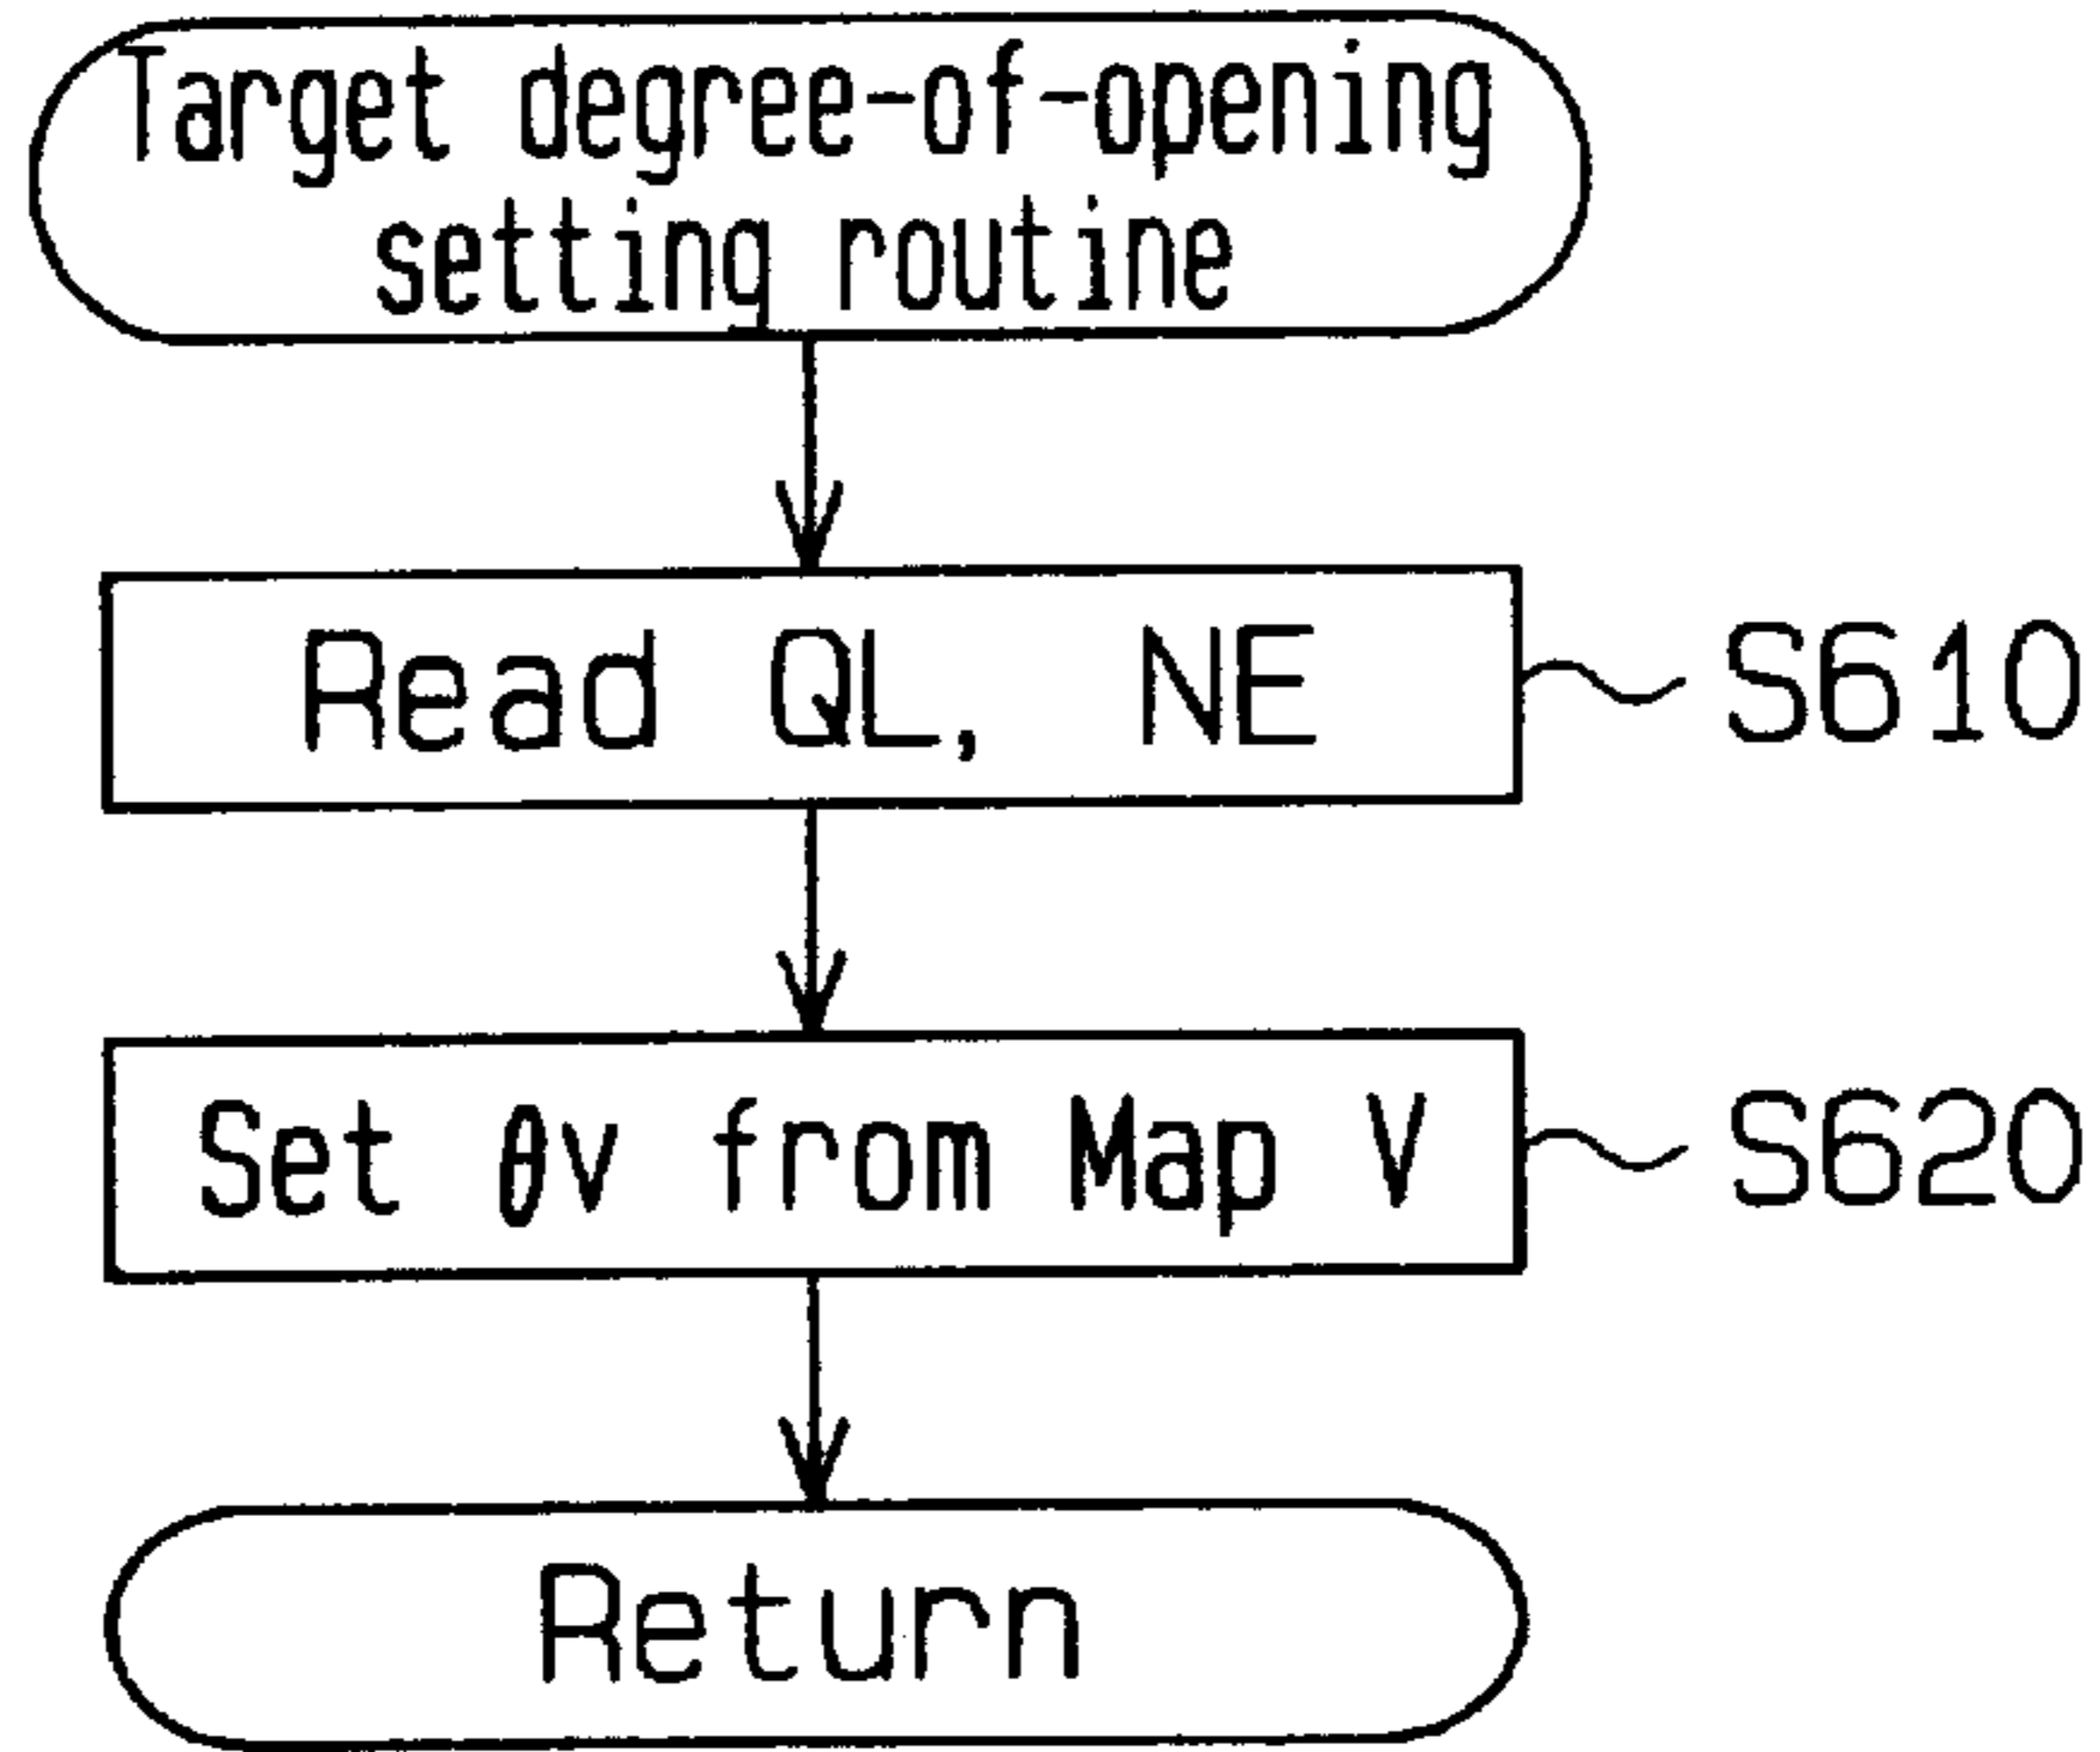 Target degree-of-opening
setting routine
Read QL, NE
S610
Set θv from Map V
S620
Return